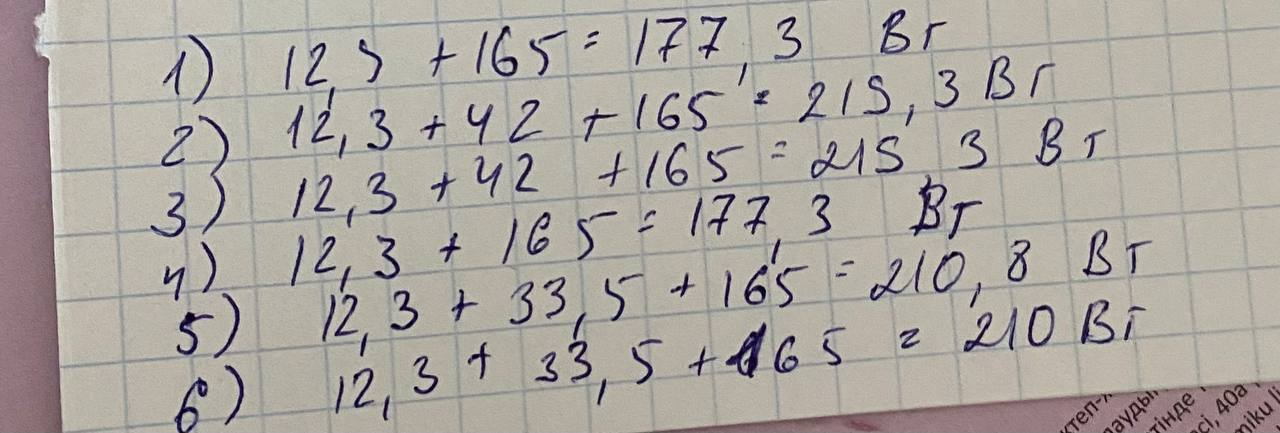 1) 12,3 + 165 = 177,3 Вт
2) 12,3 + 42 + 165 = 219,3 Вт
3) 12,3 + 42 + 165 = 219,3 Вт
4) 12,3 + 165 = 177,3 Вт
5) 12,3 + 33,5 + 165 = 210,8 Вт
6) 12,3 + 33,5 + 165 = 210 Вт
40а